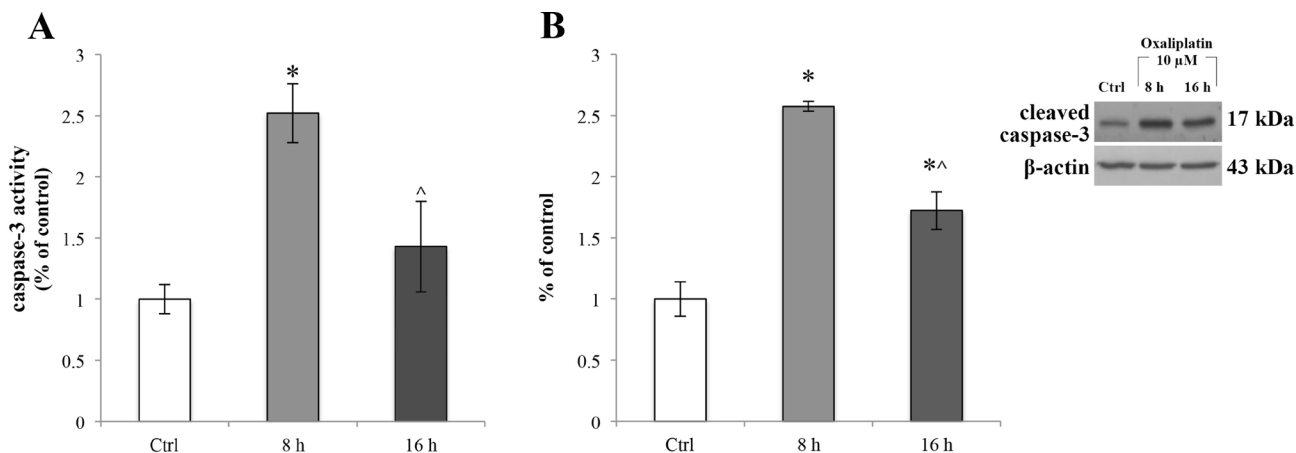 A
caspase-3 activity
(% of control)
3
2.5
2
1.5
1
0.5
0
*
^
Ctrl
8 h
16 h
B
% of control
3
2.5
2
1.5
1
0.5
0
*
*^
Ctrl
8 h
16 h
Oxaliplatin
10 µM
Ctrl 8 h 16 h
cleaved
caspase-3
17 kDa
β-actin
43 kDa